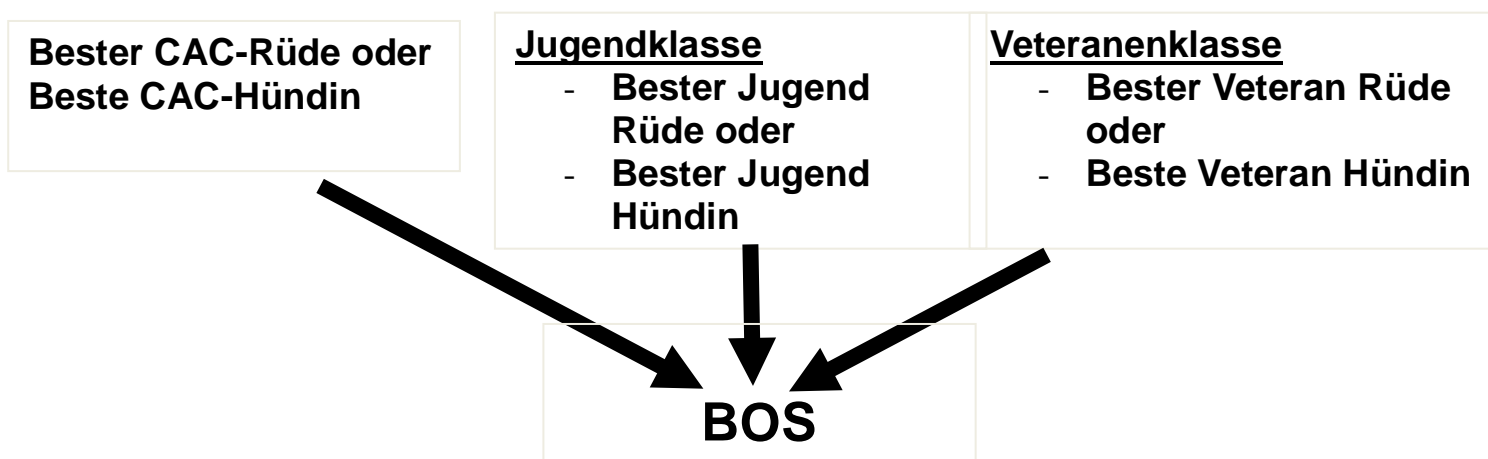 Bester CAC-Rüde oder
Beste CAC-Hündin
Jugendklasse
- Bester Jugend
Rüde oder
- Bester Jugend
Hündin
Veteranenklasse
- Bester Veteran Rüde
oder
- Beste Veteran Hündin
BOS